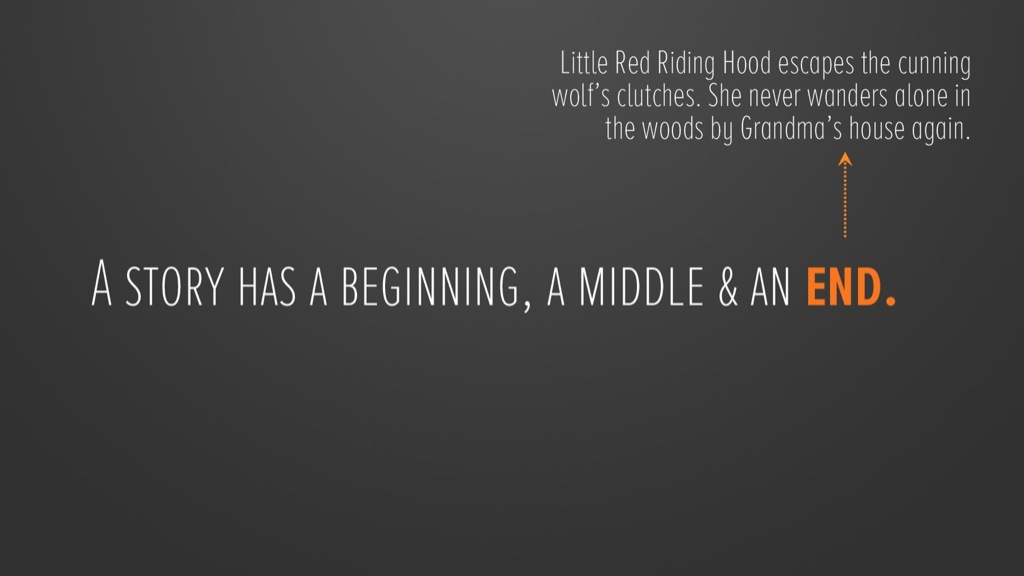 Little Red Riding Hood escapes the cunning
wolf's clutches. She never wanders alone in
the woods by Grandma's house again.
A STORY HAS A BEGINNING, A MIDDLE & AN END.